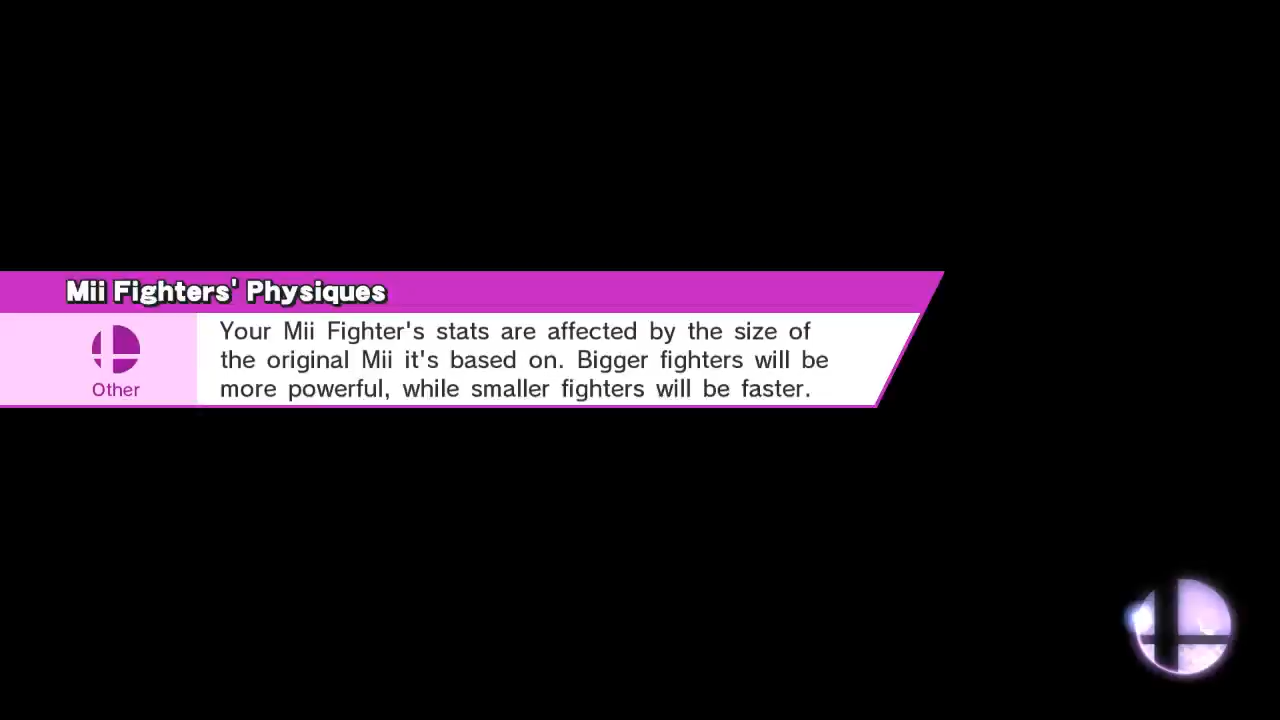 Mii Fighters' Physiques
Other
Your Mii Fighter's stats are affected by the size of
the original Mii it's based on. Bigger fighters will be
more powerful, while smaller fighters will be faster.